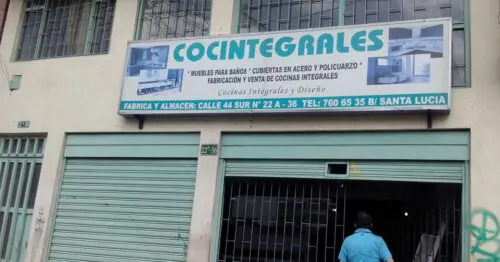 COCINTEGRALES
* MUEBLES PARA BAÑOS * CUBIERTAS EN ACERO Y POLICUARZO *
FABRICACIÓN Y VENTA DE COCINAS INTEGRALES
Cocinas Integrales y Diseño
FABRICA Y ALMACEN: CALLE 44 SUR N° 22 A - 36 TEL: 760 65 35 B/ SANTA LUCIA